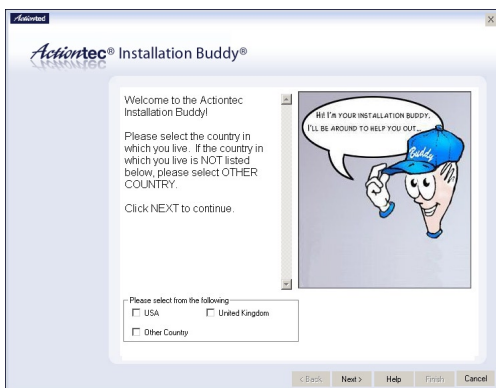 Actiontec
Actiontec® Installation Buddy®
Welcome to the Actiontec
Installation Buddy!
Please select the country in
which you live. If the country in
which you live is NOT listed
below, please select OTHER
COUNTRY.
Click NEXT to continue.
HI! I'M YOUR INSTALLATION BUDDY.
I'LL BE AROUND TO HELP YOU OUT...
Buddy
Please select from the following
USA United Kingdom
Other Country
< Back Next > Help Finish Cancel